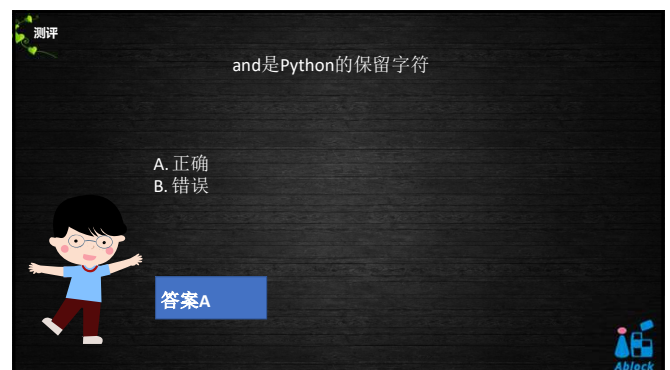 测评
and是Python的保留字符
A. 正确
B. 错误
答案A
Ablock